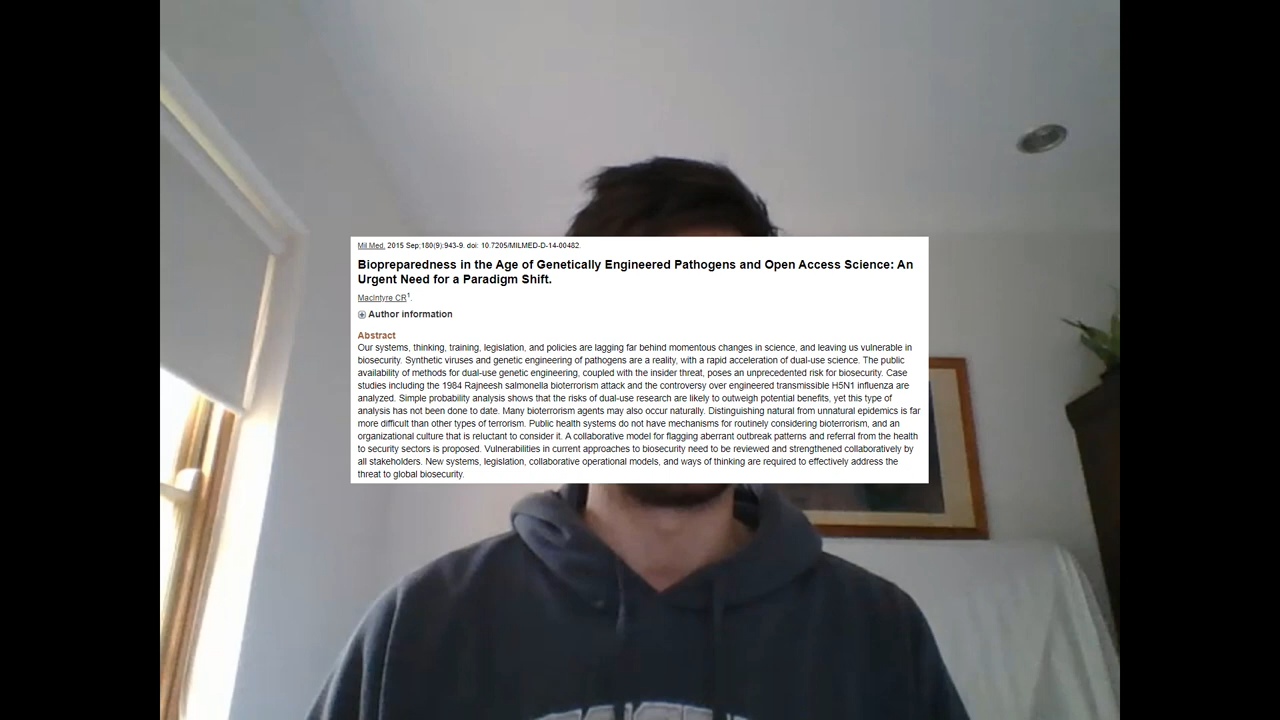 Mil Med. 2015 Sep;180(9):943-9. doi: 10.7205/MILMED-D-14-00482.
Biopreparedness in the Age of Genetically Engineered Pathogens and Open Access Science: An
Urgent Need for a Paradigm Shift.
MacIntyre CR1.
Author information
Abstract
Our systems, thinking, training, legislation, and policies are lagging far behind momentous changes in science, and leaving us vulnerable in
biosecurity. Synthetic viruses and genetic engineering of pathogens are a reality, with a rapid acceleration of dual-use science. The public
availability of methods for dual-use genetic engineering, coupled with the insider threat, poses an unprecedented risk for biosecurity. Case
studies including the 1984 Rajneesh salmonella bioterrorism attack and the controversy over engineered transmissible H5N1 influenza are
analyzed. Simple probability analysis shows that the risks of dual-use research are likely to outweigh potential benefits, yet this type of
analysis has not been done to date. Many bioterrorism agents may also occur naturally. Distinguishing natural from unnatural epidemics is far
more difficult than other types of terrorism. Public health systems do not have mechanisms for routinely considering bioterrorism, and an
organizational culture that is reluctant to consider it. A collaborative model for flagging aberrant outbreak patterns and referral from the health
to security sectors is proposed. Vulnerabilities in current approaches to biosecurity need to be reviewed and strengthened collaboratively by
all stakeholders. New systems, legislation, collaborative operational models, and ways of thinking are required to effectively address the
threat to global biosecurity.